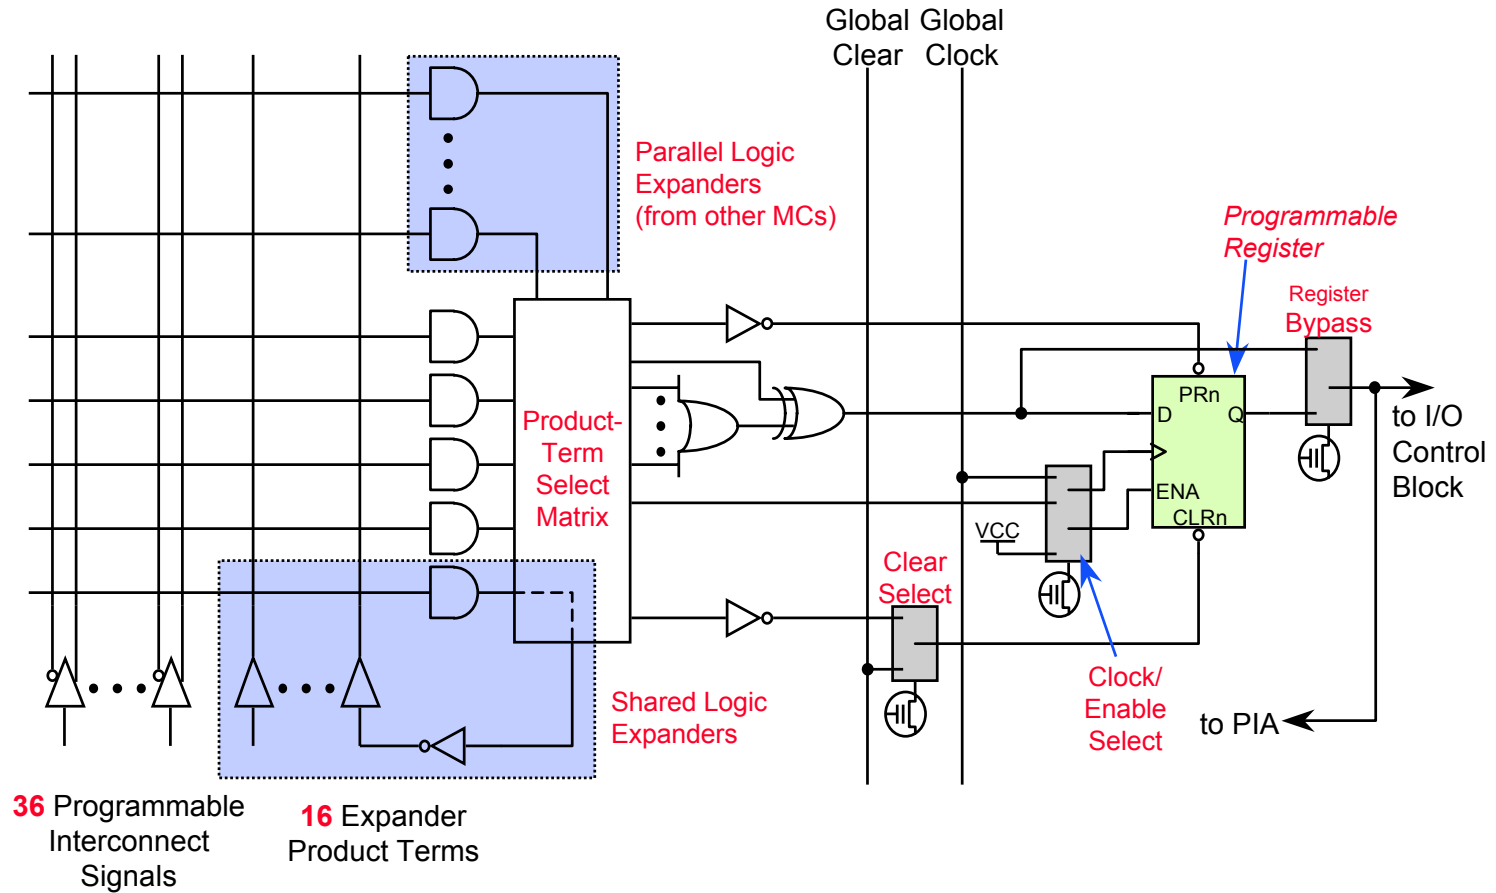 Global Global
Clear Clock
Parallel Logic
Expanders
(from other MCs)
Programmable
Register
Register
Bypass
PRn
D
Q
ENA
CLRn
to I/O
Control
Block
Product-
Term
Select
Matrix
VCC
Clear
Select
Clock/
Enable
Select
to PIA
Shared Logic
Expanders
36 Programmable
Interconnect
Signals
16 Expander
Product Terms